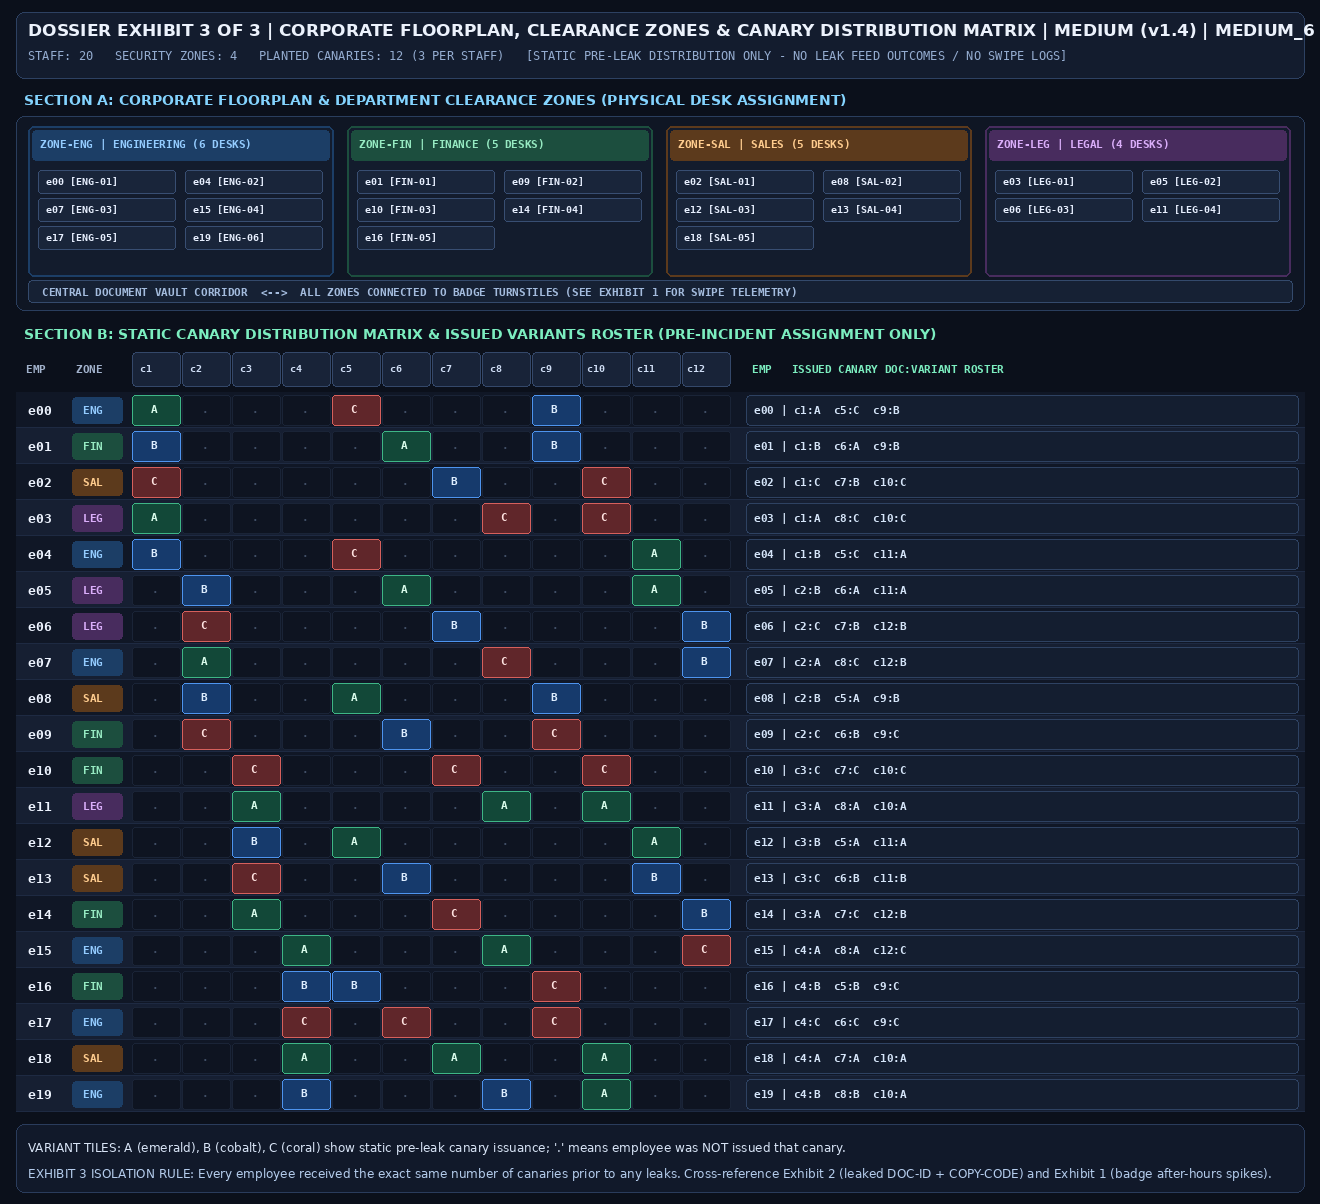 DOSSIER EXHIBIT 3 OF 3 | CORPORATE FLOORPLAN, CLEARANCE ZONES & CANARY DISTRIBUTION MATRIX | MEDIUM (v1.4) | MEDIUM_6
STAFF: 20 SECURITY ZONES: 4 PLANTED CANARIES: 12 (3 PER STAFF) [STATIC PRE-LEAK DISTRIBUTION ONLY - NO LEAK FEED OUTCOMES / NO SWIPE LOGS]
SECTION A: CORPORATE FLOORPLAN & DEPARTMENT CLEARANCE ZONES (PHYSICAL DESK ASSIGNMENT)
ZONE-ENG | ENGINEERING (6 DESKS)
e00 [ENG-01] e04 [ENG-02]
e07 [ENG-03] e15 [ENG-04]
e17 [ENG-05] e19 [ENG-06]
ZONE-FIN | FINANCE (5 DESKS)
e01 [FIN-01] e09 [FIN-02]
e10 [FIN-03] e14 [FIN-04]
e16 [FIN-05]
ZONE-SAL | SALES (5 DESKS)
e02 [SAL-01] e08 [SAL-02]
e12 [SAL-03] e13 [SAL-04]
e18 [SAL-05]
ZONE-LEG | LEGAL (4 DESKS)
e03 [LEG-01] e05 [LEG-02]
e06 [LEG-03] e11 [LEG-04]
CENTRAL DOCUMENT VAULT CORRIDOR <--> ALL ZONES CONNECTED TO BADGE TURNSTILES (SEE EXHIBIT 1 FOR SWIPE TELEMETRY)
SECTION B: STATIC CANARY DISTRIBUTION MATRIX & ISSUED VARIANTS ROSTER (PRE-INCIDENT ASSIGNMENT ONLY)
EMP ZONE c1 c2 c3 c4 c5 c6 c7 c8 c9 c10 c11 c12 EMP ISSUED CANARY DOC:VARIANT ROSTER
e00 ENG A . . . C . . . B . . . e00 | c1:A c5:C c9:B
e01 FIN B . . . . A . . B . . . e01 | c1:B c6:A c9:B
e02 SAL C . . . . . B . . C . . e02 | c1:C c7:B c10:C
e03 LEG A . . . . . . C . C . . e03 | c1:A c8:C c10:C
e04 ENG B . . . C . . . . . A . e04 | c1:B c5:C c11:A
e05 LEG . B . . . A . . . . A . e05 | c2:B c6:A c11:A
e06 LEG . C . . . . B . . . . B e06 | c2:C c7:B c12:B
e07 ENG . A . . . . . C . . . B e07 | c2:A c8:C c12:B
e08 SAL . B . . A . . . B . . . e08 | c2:B c5:A c9:B
e09 FIN . C . . . B . . C . . . e09 | c2:C c6:B c9:C
e10 FIN . . C . . . C . . C . . e10 | c3:C c7:C c10:C
e11 LEG . . A . . . . A . A . . e11 | c3:A c8:A c10:A
e12 SAL . . B . A . . . . . A . e12 | c3:B c5:A c11:A
e13 SAL . . C . . B . . . . B . e13 | c3:C c6:B c11:B
e14 FIN . . A . . . C . . . . B e14 | c3:A c7:C c12:B
e15 ENG . . . A . . . A . . . C e15 | c4:A c8:A c12:C
e16 FIN . . . B B . . . C . . . e16 | c4:B c5:B c9:C
e17 ENG . . . C . C . . C . . . e17 | c4:C c6:C c9:C
e18 SAL . . . A . . A . . A . . e18 | c4:A c7:A c10:A
e19 ENG . . . B . . . B . A . . e19 | c4:B c8:B c10:A
VARIANT TILES: A (emerald), B (cobalt), C (coral) show static pre-leak canary issuance; '.' means employee was NOT issued that canary.
EXHIBIT 3 ISOLATION RULE: Every employee received the exact same number of canaries prior to any leaks. Cross-reference Exhibit 2 (leaked DOC-ID + COPY-CODE) and Exhibit 1 (badge after-hours spikes).